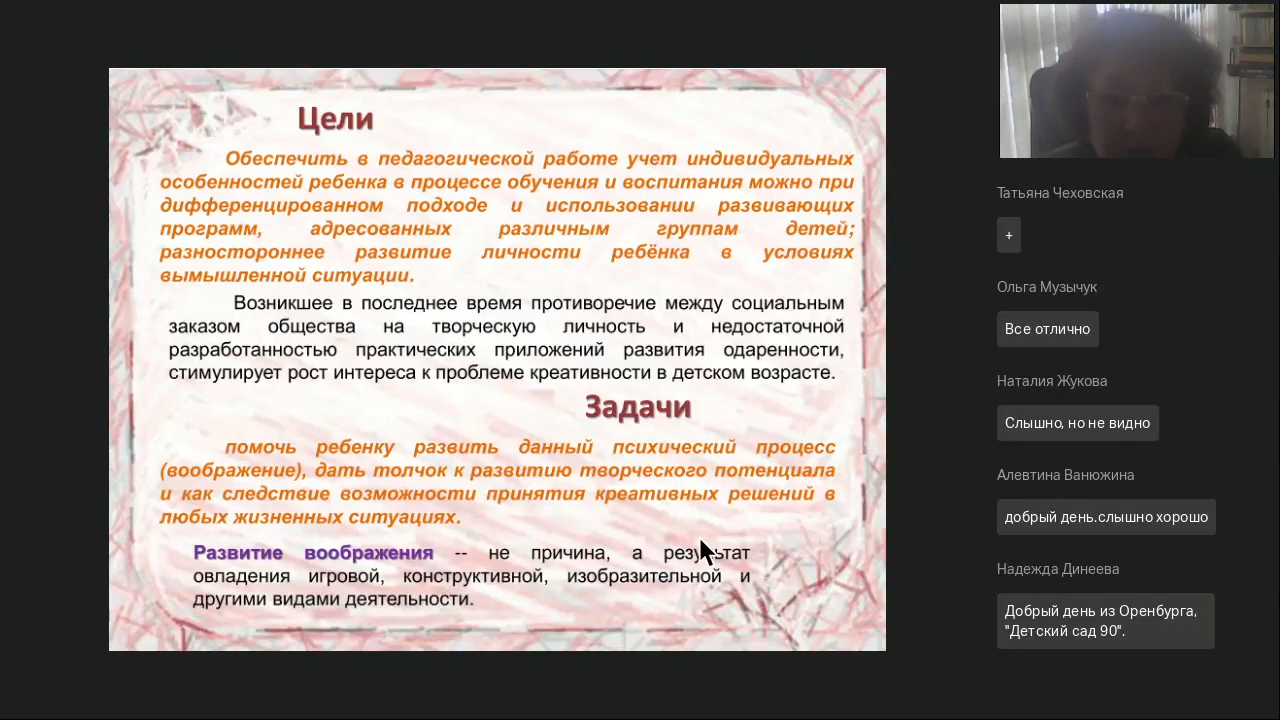 Цели
Обеспечить в педагогической работе учет индивидуальных
особенностей ребенка в процессе обучения и воспитания можно при
дифференцированном подходе и использовании развивающих
программ, адресованных различным группам детей;
разностороннее развитие личности ребёнка в условиях
вымышленной ситуации.
Возникшее в последнее время противоречие между социальным
заказом общества на творческую личность и недостаточной
разработанностью практических приложений развития одаренности,
стимулирует рост интереса к проблеме креативности в детском возрасте.
Задачи
помочь ребенку развить данный психический процесс
(воображение), дать толчок к развитию творческого потенциала
и как следствие возможности принятия креативных решений в
любых жизненных ситуациях.
Развитие воображения -- не причина, а результат
овладения игровой, конструктивной, изобразительной и
другими видами деятельности.
Татьяна Чеховская
+
Ольга Музычук
Все отлично
Наталия Жукова
Слышно, но не видно
Алевтина Ванюжина
добрый день.слышно хорошо
Надежда Динеева
Добрый день из Оренбурга,
"Детский сад 90".